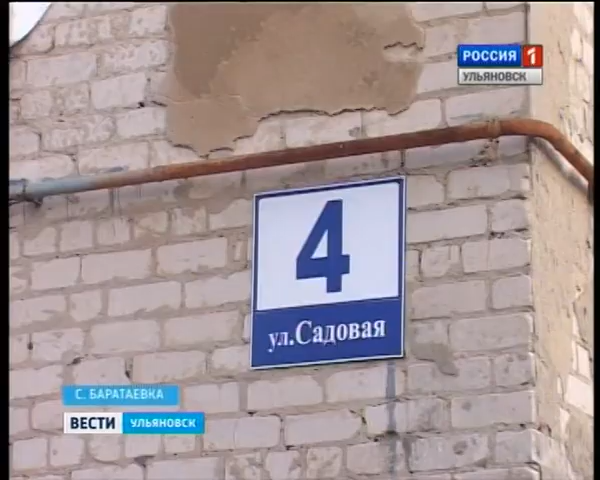 РОССИЯ 1
УЛЬЯНОВСК
4
ул.Садовая
С. БАРАТАЕВКА
ВЕСТИ УЛЬЯНОВСК